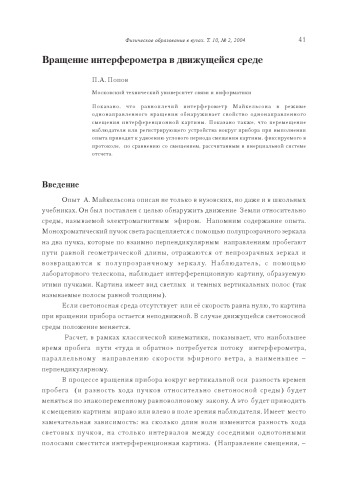 Физическое образование в вузах. Т. 10, № 2, 2004 41
Вращение интерферометра в движущейся среде
П.А. Попов
Московский технический университет связи и информатики
Показано, что равноплечий интерферометр Майкельсона в режиме
однонаправленного вращения обнаруживает свойство однонаправленного
смещения интерференционной картины. Показано также, что перемещение
наблюдателя или регистрирующего устройства вокруг прибора при выполнении
опыта приводит к удвоению углового периода смещения картины, фиксируемого в
протоколе, по сравнению со смещением, рассчитанным в инерциальной системе
отсчета.
Введение
Опыт А. Майкельсона описан не только в вузовских, но даже и в школьных
учебниках. Он был поставлен с целью обнаружить движение Земли относительно
среды, называемой электромагнитным эфиром. Напомним содержание опыта.
Монохроматический пучок света расщепляется с помощью полупрозрачного зеркала
на два пучка, которые по взаимно перпендикулярным направлениям пробегают
пути равной геометрической длины, отражаются от непрозрачных зеркал и
возвращаются к полупрозрачному зеркалу. Наблюдатель, с помощью
лабораторного телескопа, наблюдает интерференционную картину, образуемую
этими пучками. Картина имеет вид светлых и темных вертикальных полос (так
называемые полосы равной толщины).
Если светоносная среда отсутствует или её скорость равна нулю, то картина
при вращении прибора остается неподвижной. В случае движущейся светоносной
среды положение меняется.
Расчет, в рамках классической кинематики, показывает, что наибольшее
время пробега пути «туда и обратно» потребуется потоку интерферометра,
параллельному направлению скорости эфирного ветра, а наименьшее –
перпендикулярному.
В процессе вращения прибора вокруг вертикальной оси разность времен
пробега (и разность хода пучков относительно светоносной среды) будет
меняться по знакопеременному равноволновому закону. А это будет приводить
к смещению картины вправо или влево в поле зрения наблюдателя. Имеет место
замечательная зависимость: на сколько длин волн изменится разность хода
световых пучков, на столько интервалов между соседними однотонными
полосами сместится интерференционная картина. (Направление смещения, –